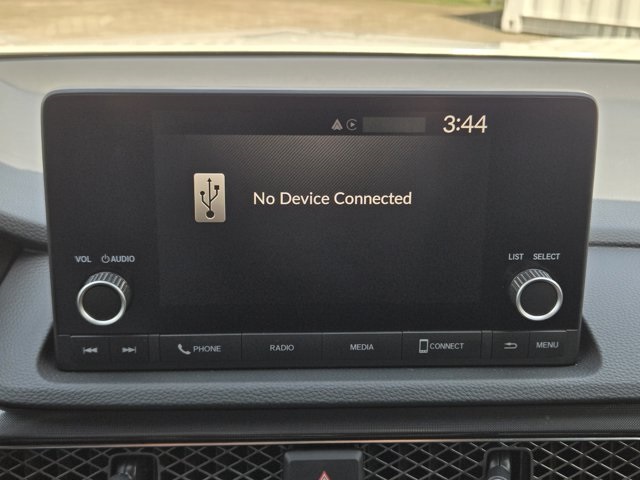 3:44
No Device Connected
VOL AUDIO
LIST SELECT
PHONE RADIO MEDIA CONNECT MENU